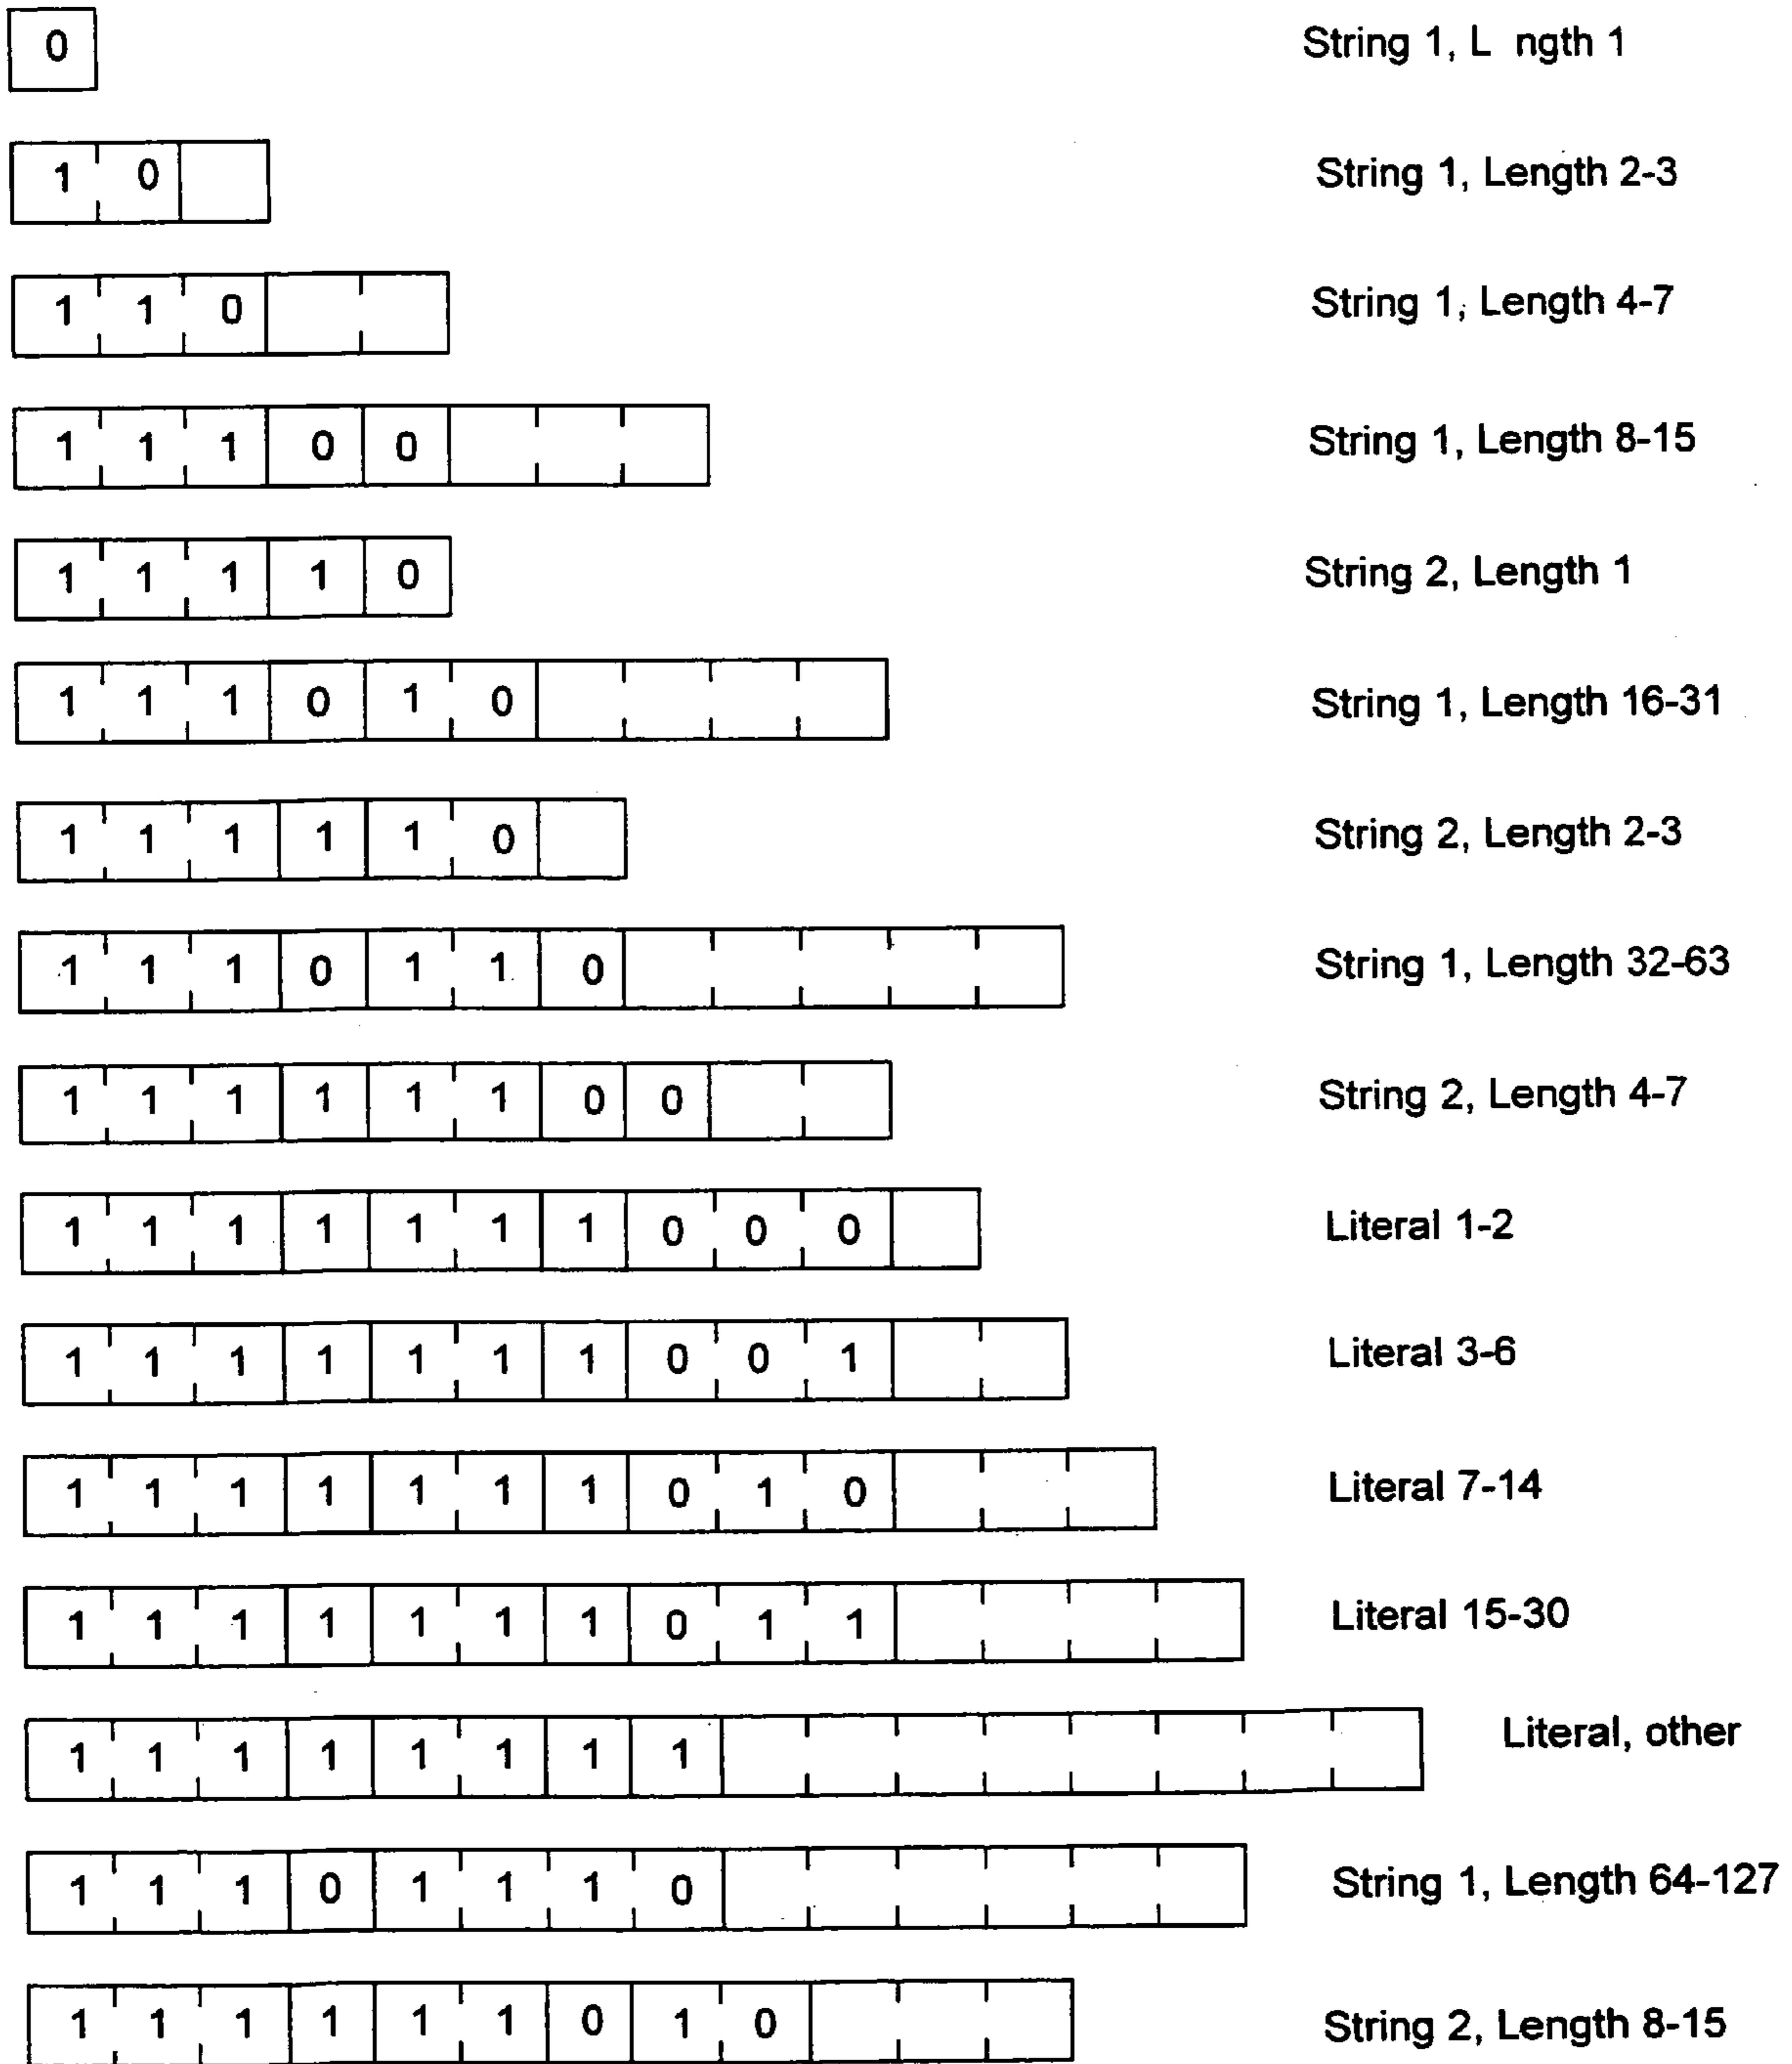 0 String 1, L ngth 1
1 0 String 1, Length 2-3
1 1 0 String 1, Length 4-7
1 1 1 0 0 String 1, Length 8-15
1 1 1 1 0 String 2, Length 1
1 1 1 0 1 0 String 1, Length 16-31
1 1 1 1 1 0 String 2, Length 2-3
1 1 1 0 1 1 0 String 1, Length 32-63
1 1 1 1 1 1 0 0 String 2, Length 4-7
1 1 1 1 1 1 1 0 0 0 Literal 1-2
1 1 1 1 1 1 1 0 0 1 Literal 3-6
1 1 1 1 1 1 1 0 1 0 Literal 7-14
1 1 1 1 1 1 1 0 1 1 Literal 15-30
1 1 1 1 1 1 1 1 Literal, other
1 1 1 0 1 1 1 0 String 1, Length 64-127
1 1 1 1 1 1 0 1 0 String 2, Length 8-15